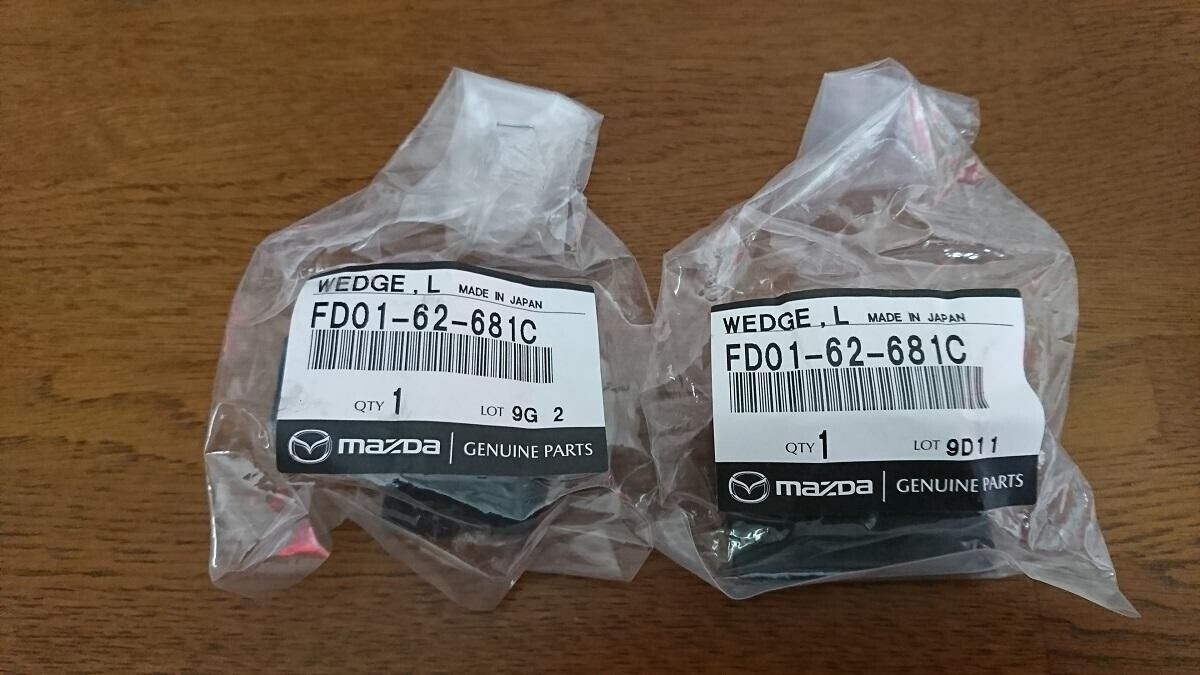 WEDGE,L MADE IN JAPAN
FD01-62-681C
QTY 1 LOT 9G 2
mazda GENUINE PARTS
WEDGE,L MADE IN JAPAN
FD01-62-681C
QTY 1 LOT 9D11
mazda GENUINE PARTS